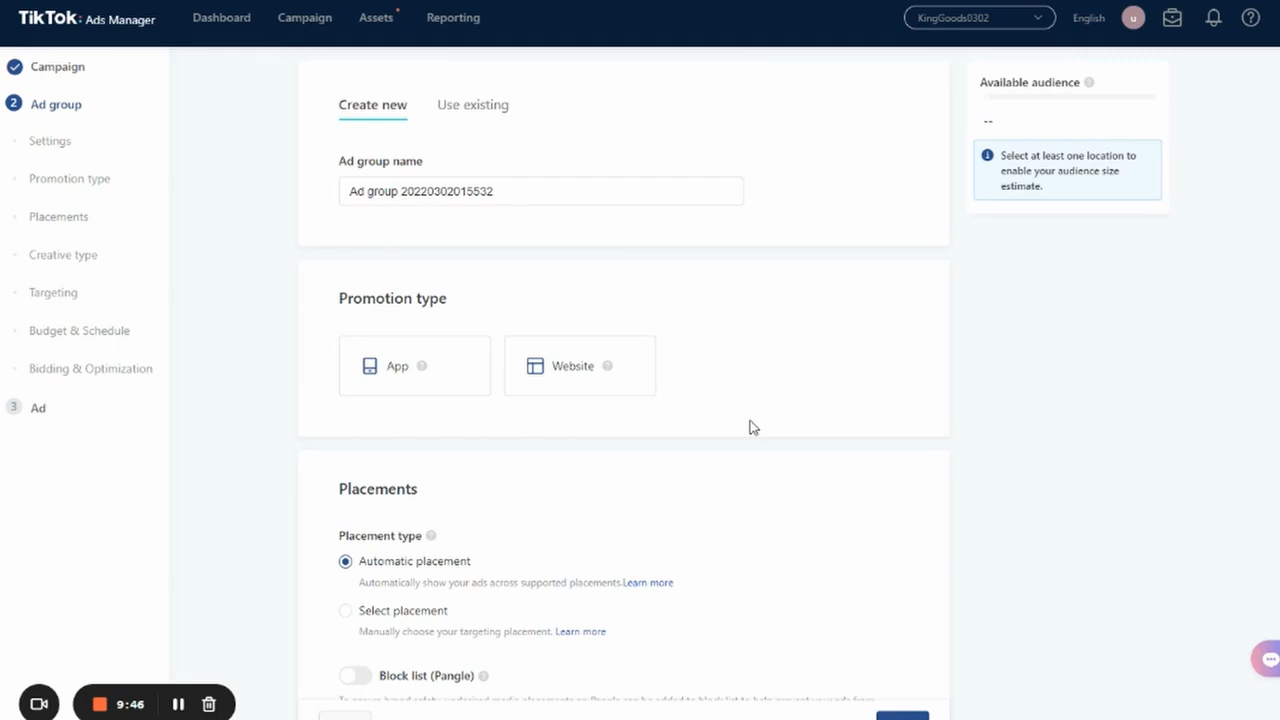 TikTok: Ads Manager
Dashboard
Campaign
Assets
Reporting
KingGoods0302
English
u
Campaign
2 Ad group
Settings
Promotion type
Placements
Creative type
Targeting
Budget & Schedule
Bidding & Optimization
3 Ad
Create new
Use existing
Ad group name
Ad group 20220302015532
Promotion type
App
Website
Placements
Placement type
Automatic placement
Automatically show your ads across supported placements.Learn more
Select placement
Manually choose your targeting placement. Learn more
Block list (Pangle)
Available audience
--
Select at least one location to
enable your audience size
estimate.
9:46